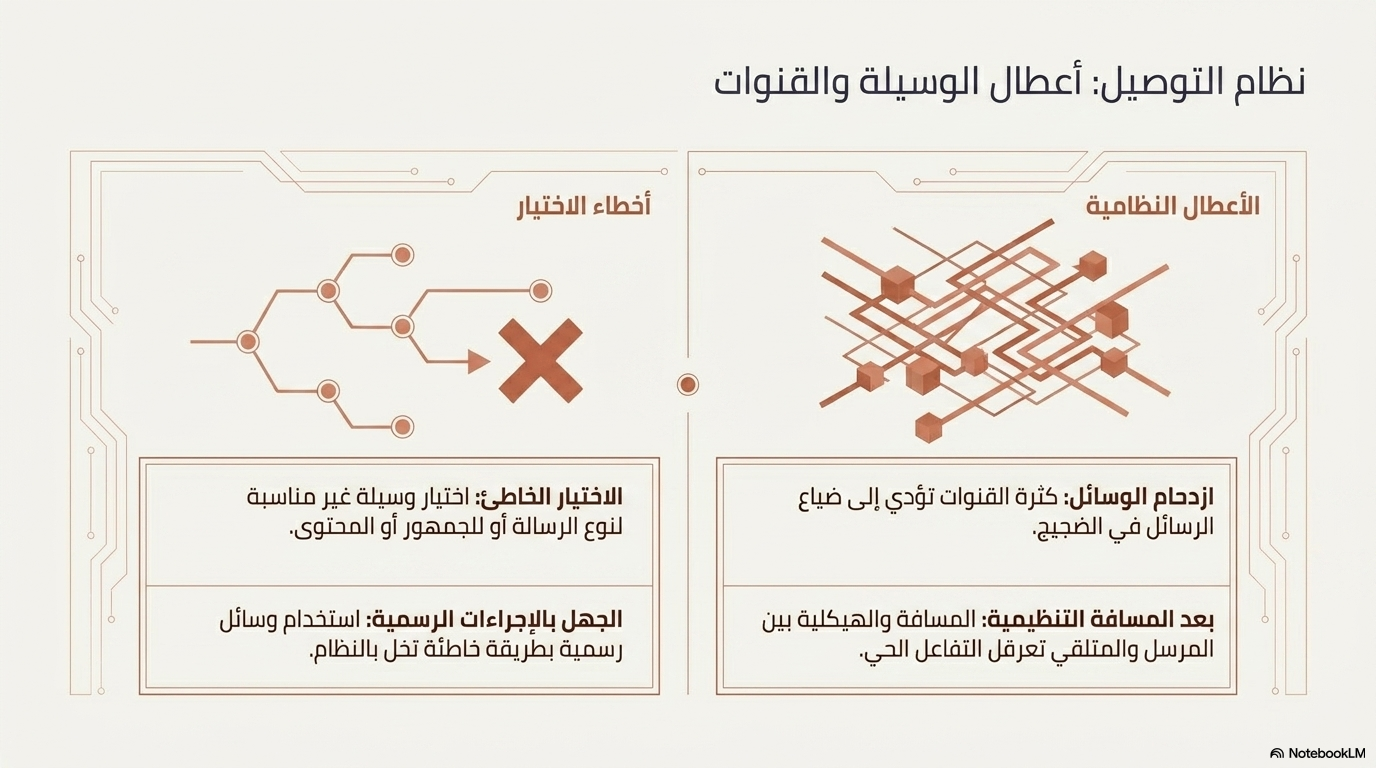 نظام التوصيل: أعطال الوسيلة والقنوات
الأعطال النظامية
ازدحام الوسائل: كثرة القنوات تؤدي إلى ضياع
الرسائل في الضجيج.
بعد المسافة التنظيمية: المسافة والهيكلية بين
المرسل والمتلقي تعرقل التفاعل الحي.
أخطاء الاختيار
الاختيار الخاطئ: اختيار وسيلة غير مناسبة
لنوع الرسالة أو للجمهور أو المحتوى.
الجهل بالإجراءات الرسمية: استخدام وسائل
رسمية بطريقة خاطئة تخل بالنظام.
NotebookLM